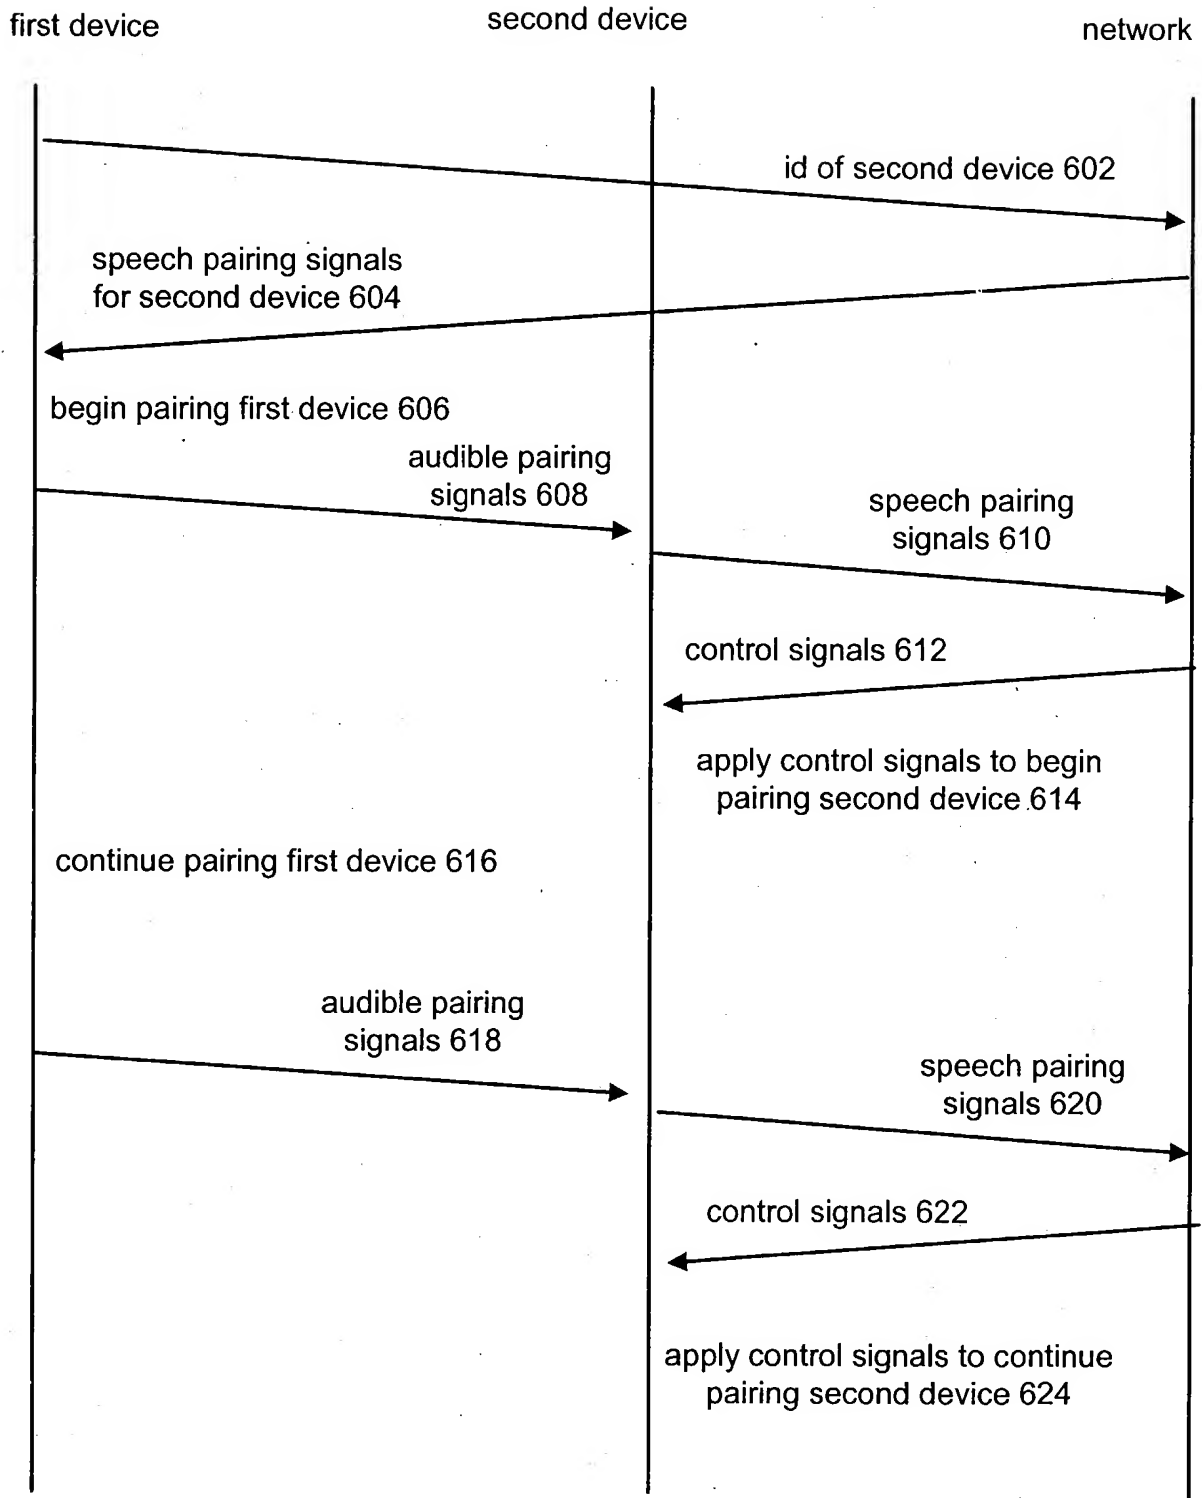 first device
second device
network
id of second device 602
speech pairing signals
for second device 604
begin pairing first device 606
audible pairing
signals 608
speech pairing
signals 610
control signals 612
apply control signals to begin
pairing second device 614
continue pairing first device 616
audible pairing
signals 618
speech pairing
signals 620
control signals 622
apply control signals to continue
pairing second device 624